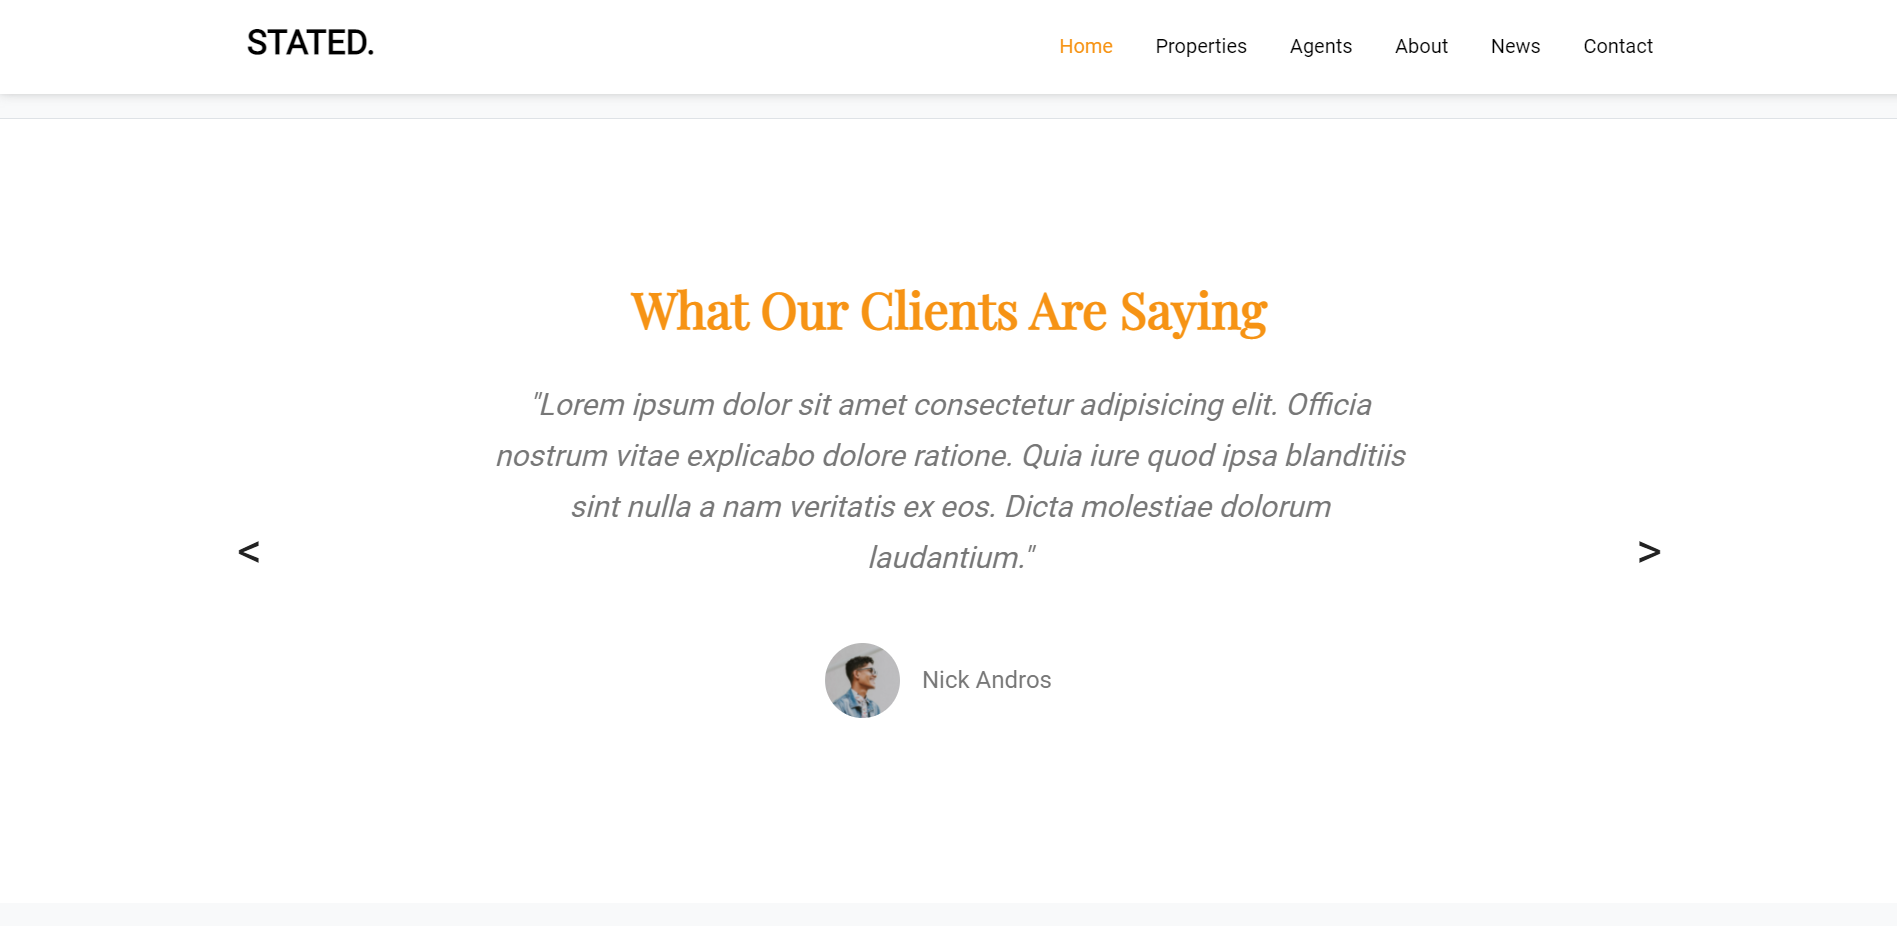 STATED.
Home Properties Agents About News Contact
What Our Clients Are Saying
"Lorem ipsum dolor sit amet consectetur adipisicing elit. Officia
nostrum vitae explicabo dolore ratione. Quia iure quod ipsa blanditiis
sint nulla a nam veritatis ex eos. Dicta molestiae dolorum
laudantium."
< >
Nick Andros